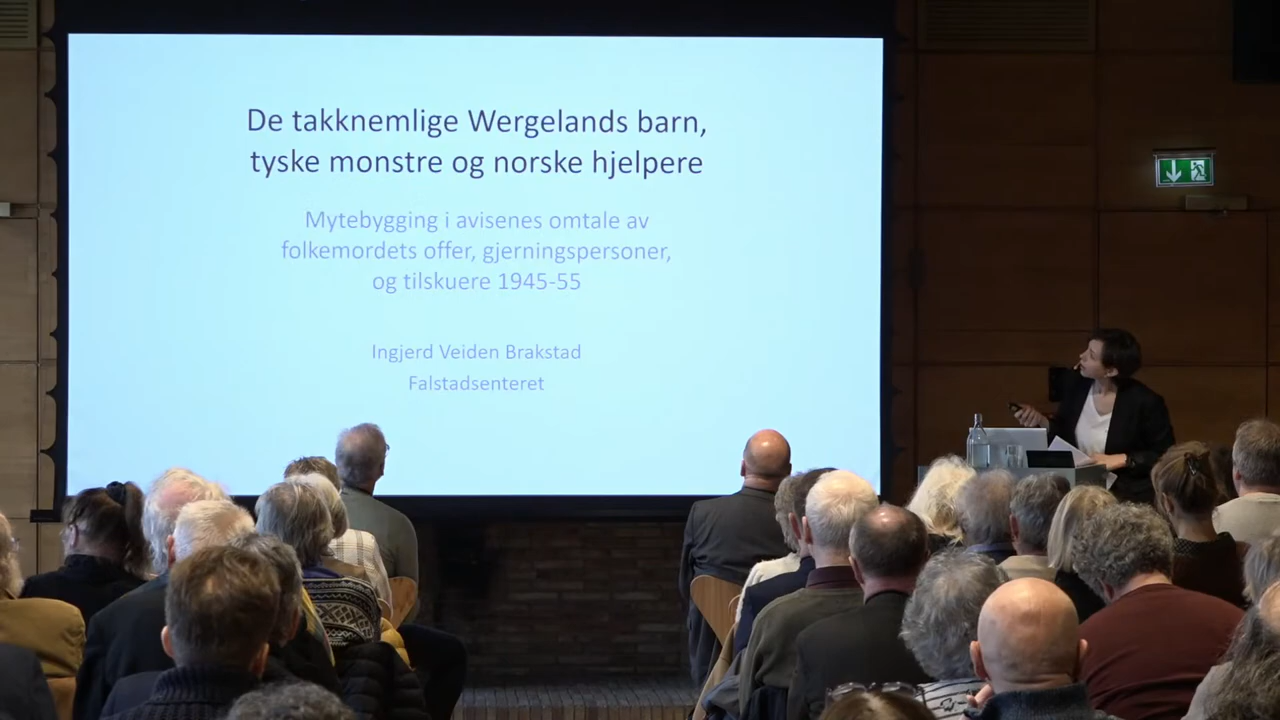 De takknemlige Wergelands barn,
tyske monstre og norske hjelpere
Mytebygging i avisenes omtale av
folkemordets offer, gjerningspersoner,
og tilskuere 1945-55
Ingjerd Veiden Brakstad
Falstadsenteret